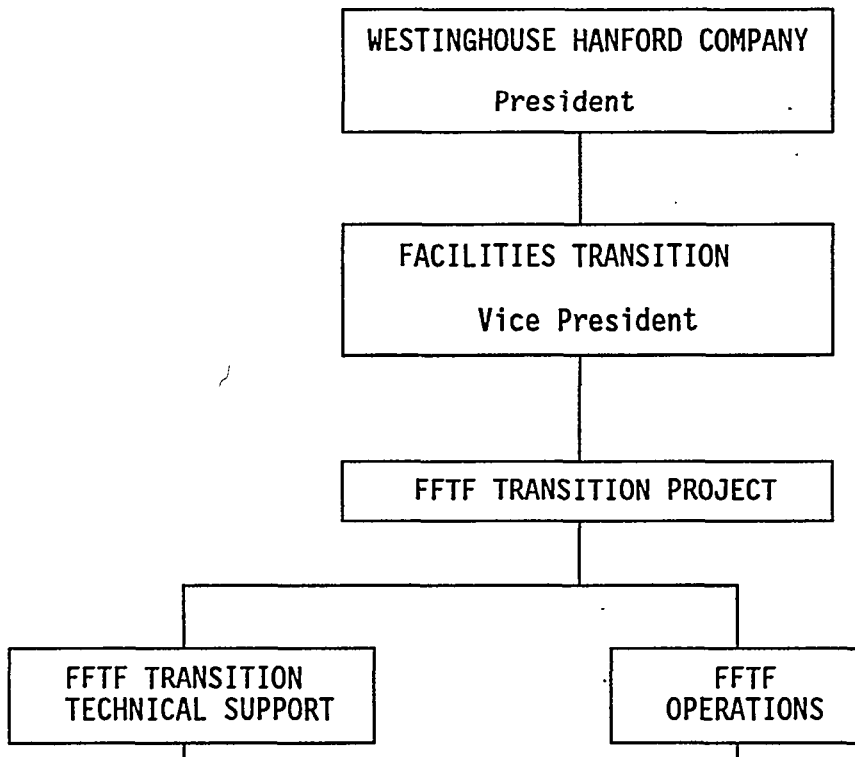 WESTINGHOUSE HANFORD COMPANY
President
FACILITIES TRANSITION
Vice President
FFTF TRANSITION PROJECT
FFTF TRANSITION
TECHNICAL SUPPORT
FFTF
OPERATIONS